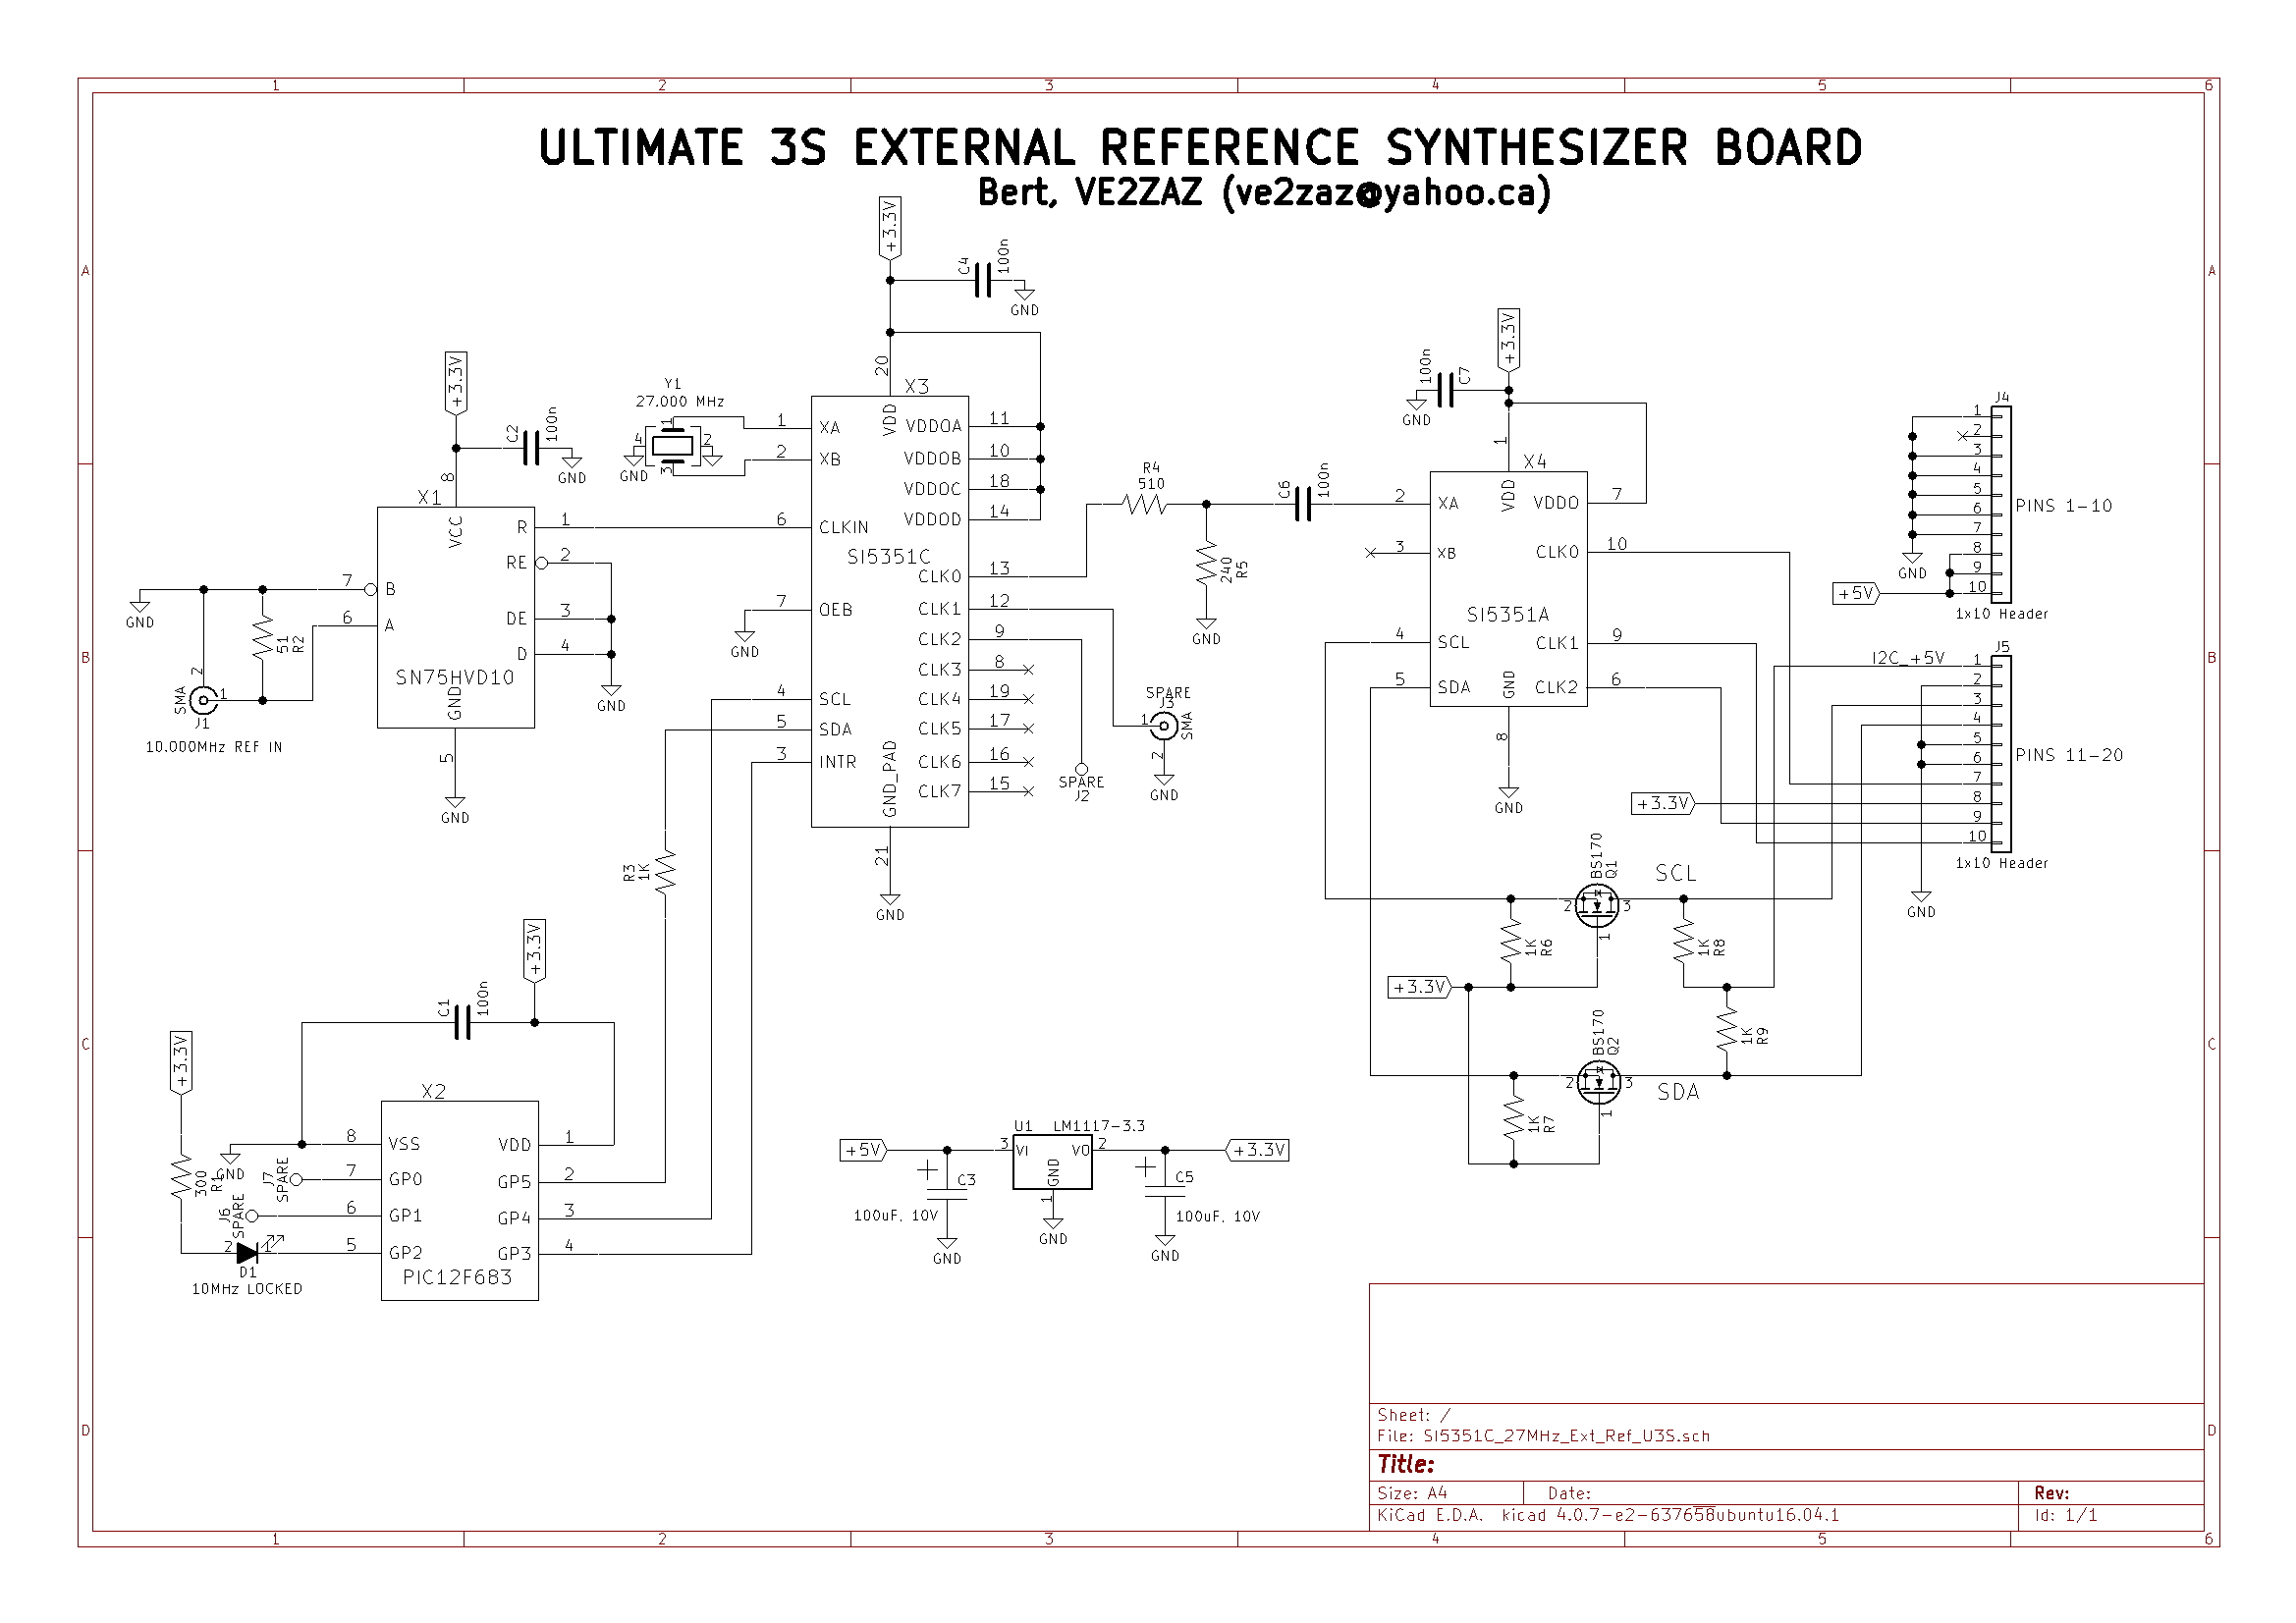 1 2 3 4 5 6
ULTIMATE 3S EXTERNAL REFERENCE SYNTHESIZER BOARD
Bert, VE2ZAZ (ve2zaz@yahoo.ca)
A
A
+3.3V
C4
100n
GND
+3.3V
C2
100n
GND
8
X1
VCC
R 1
RE 2
DE 3
D 4
7 B
6 A
SN75HVD10
GND
5
GND
GND
GND
51
R2
2
1
SMA
J1
10.000MHz REF IN
Y1
27.000 MHz
1
4
2
3
GND
20
X3
VDD
1 XA
2 XB
6 CLKIN
7 OEB
4 SCL
5 SDA
3 INTR
VDDOA 11
VDDOB 10
VDDOC 18
VDDOD 14
SI5351C
CLK0 13
CLK1 12
CLK2 9
CLK3 8
CLK4 19
CLK5 17
CLK6 16
CLK7 15
GND_PAD
21
GND
GND
R4
510
240
R5
GND
C6
100n
SPARE
J3
1
SMA
2
GND
SPARE
J2
+3.3V
100n
C7
GND
1
X4
VDD
2 XA
3 XB
4 SCL
5 SDA
VDDO 7
CLK0 10
SI5351A
CLK1 9
CLK2 6
GND
8
GND
J4
1
2
3
4
5
6
7
8
9
10
PINS 1-10
GND
+5V
1x10 Header
B
B
J5
I2C_+5V
1
2
3
4
5
6
7
8
9
10
PINS 11-20
+3.3V
1x10 Header
GND
BS170
Q1
SCL
2
3
1
1K
R6
1K
R8
+3.3V
BS170
Q2
1K
R9
2
3
1
SDA
1K
R7
R3
1K
C
C
+3.3V
C1
100n
+3.3V
X2
8 VSS
7 GP0
6 GP1
5 GP2
VDD 1
GP5 2
GP4 3
GP3 4
PIC12F683
GND
300
R1
J7
SPARE
J6
SPARE
2
1
D1
10MHz LOCKED
+5V
U1 LM1117-3.3
3 VI
VO 2
GND
1
GND
+3.3V
C3
100uF, 10V
GND
C5
100uF, 10V
GND
D
D
Sheet: /
File: SI5351C_27MHz_Ext_Ref_U3S.sch
Title:
Size: A4 Date: Rev:
KiCad E.D.A. kicad 4.0.7-e2-637658ubuntu16.04.1 Id: 1/1
1 2 3 4 5 6